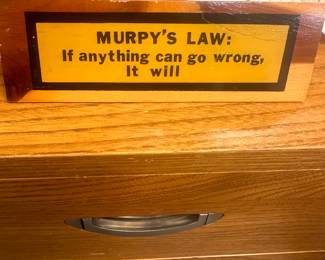 MURPY'S LAW:
If anything can go wrong,
It will